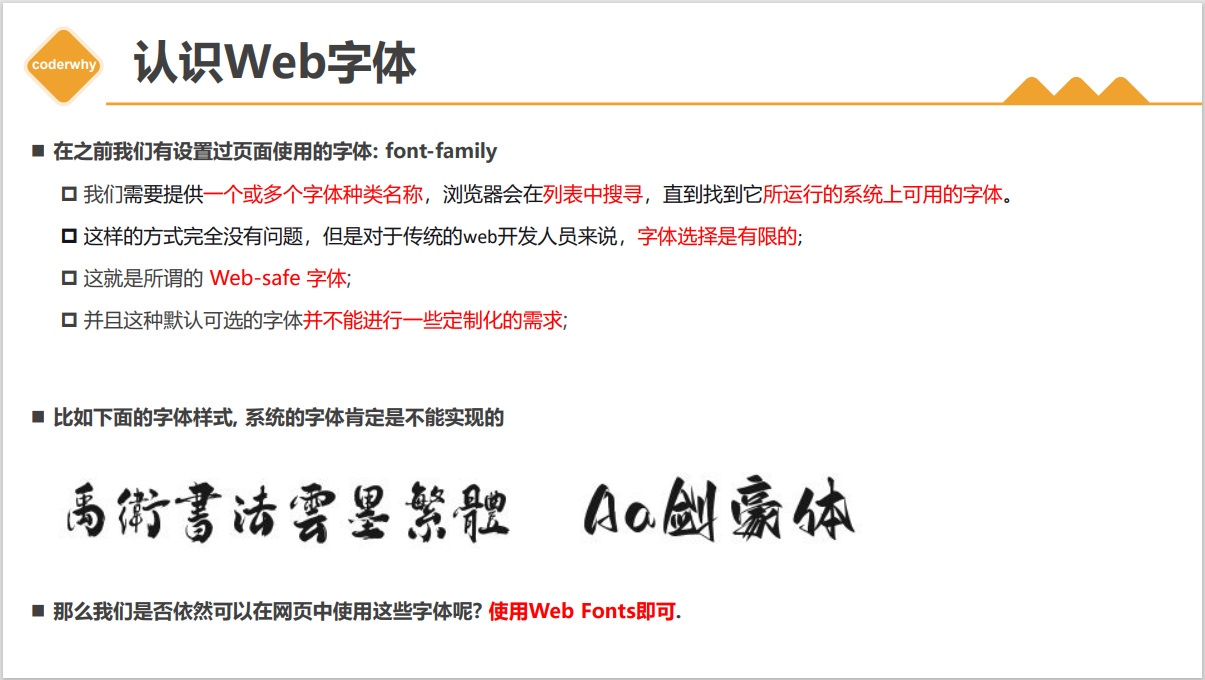 coderwhy
认识Web字体
在之前我们有设置过页面使用的字体: font-family
我们需要提供一个或多个字体种类名称，浏览器会在列表中搜寻，直到找到它所运行的系统上可用的字体。
这样的方式完全没有问题，但是对于传统的web开发人员来说，字体选择是有限的;
这就是所谓的 Web-safe 字体;
并且这种默认可选的字体并不能进行一些定制化的需求;
比如下面的字体样式, 系统的字体肯定是不能实现的
禹衛書法雲墨繁體 Aa剑豪体
那么我们是否依然可以在网页中使用这些字体呢? 使用Web Fonts即可.